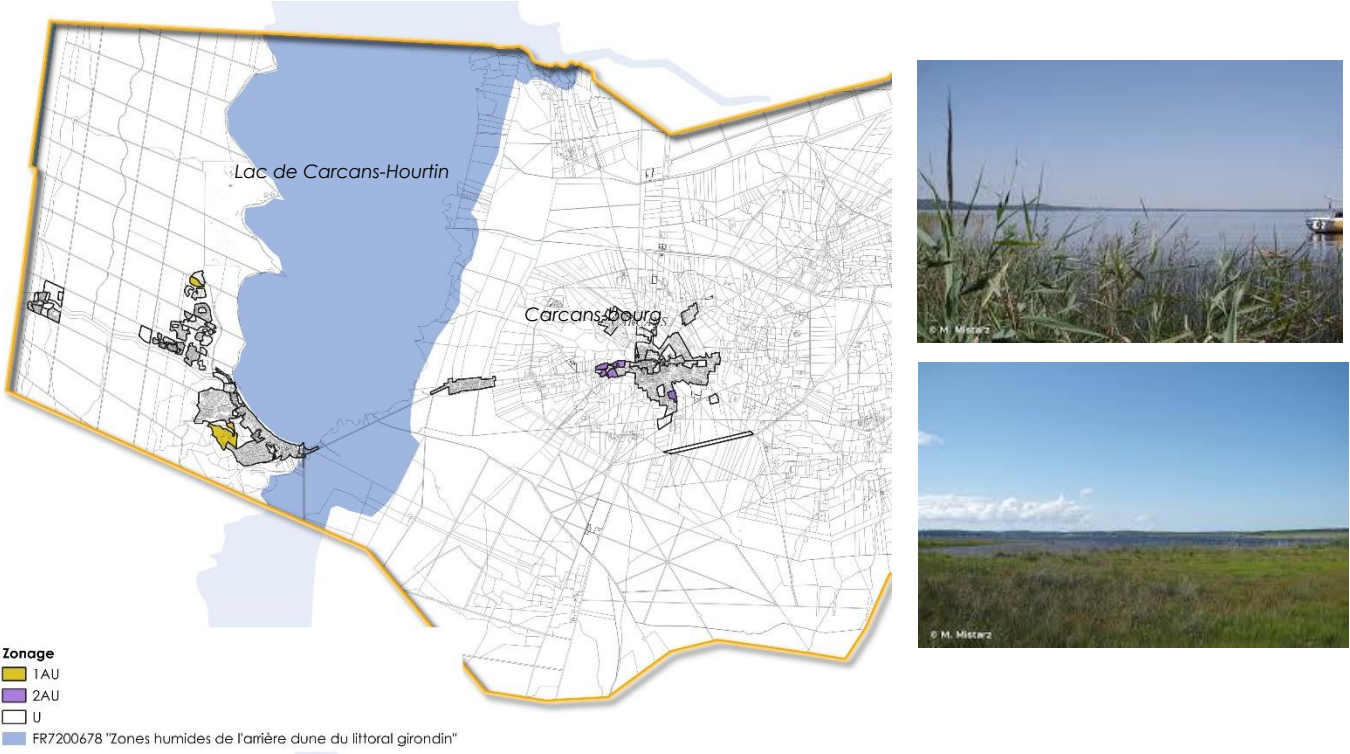 Lac de Carcans-Hourtin
Carcans-bourg
CARCANS
Zonage
1AU
2AU
U
FR7200678 "Zones humides de l'arrière dune du littoral girondin"
© M. Mistarz
© M. Mistarz